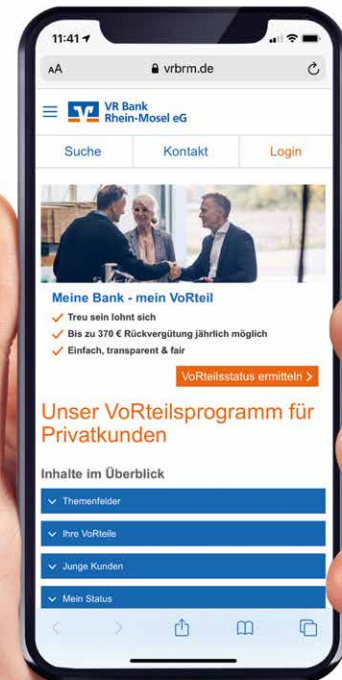 11:41
AA vrbrm.de
VR Bank
Rhein-Mosel eG
Suche Kontakt Login
Meine Bank - mein VoRteil
Treu sein lohnt sich
Bis zu 370 € Rückvergütung jährlich möglich
Einfach, transparent & fair
VoRteilsstatus ermitteln >
Unser VoRteilsprogramm für
Privatkunden
Inhalte im Überblick
Themenfelder
Ihre VoRteile
Junge Kunden
Mein Status